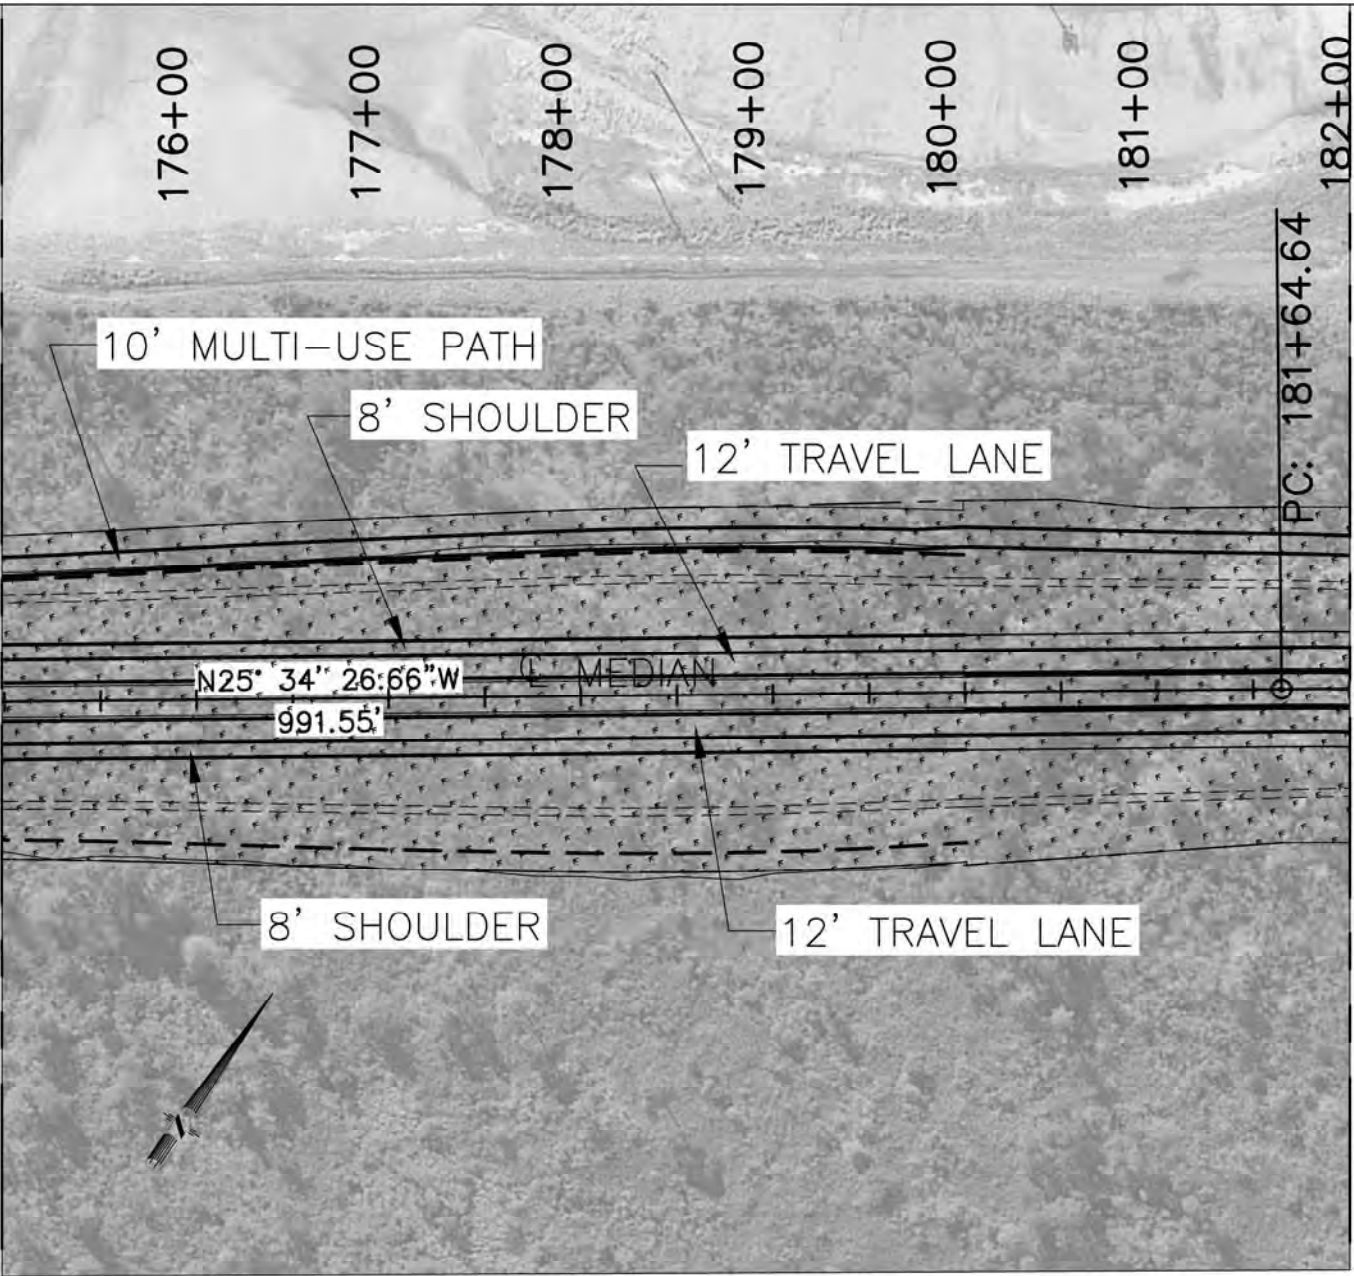 176+00
177+00
178+00
179+00
180+00
181+00
182+00
PC: 181+64.64
10' MULTI-USE PATH
8' SHOULDER
12' TRAVEL LANE
N25° 34' 26.66" W
991.55'
℄ MEDIAN
8' SHOULDER
12' TRAVEL LANE